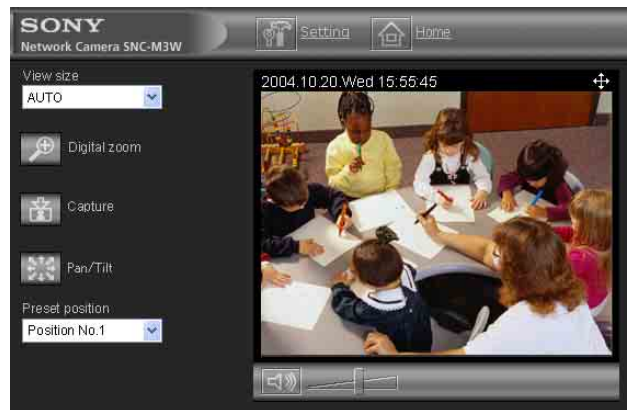 SONY
Network Camera SNC-M3W
Setting
Home
View size
AUTO
2004.10.20.Wed 15:55:45
Digital zoom
Capture
Pan/Tilt
Preset position
Position No.1